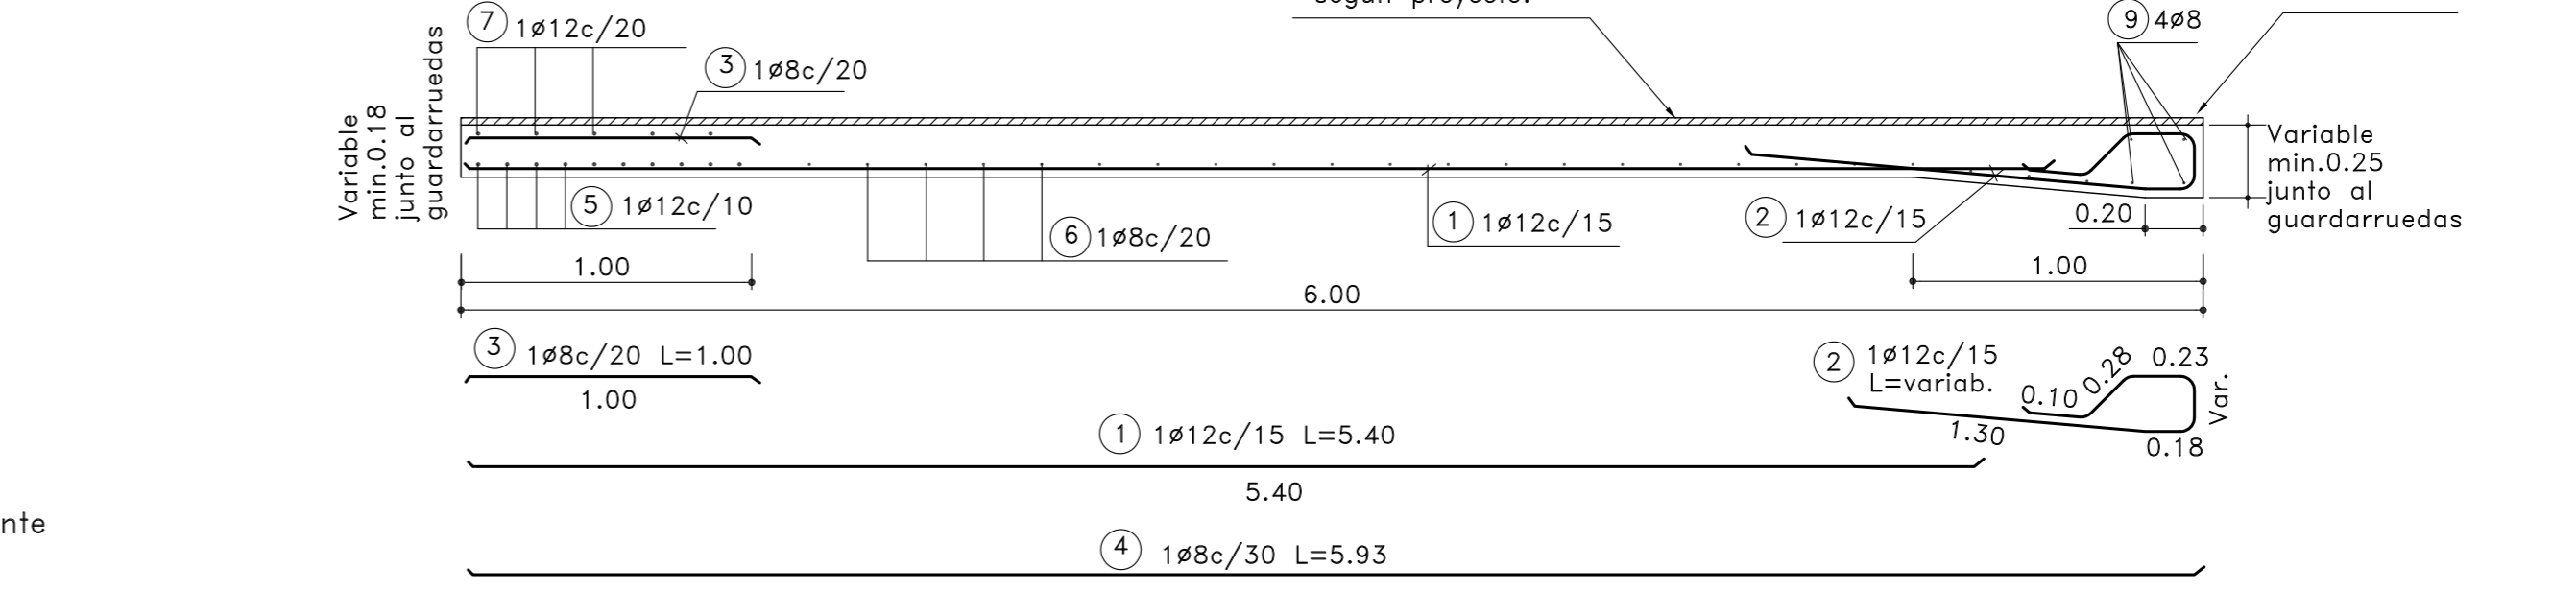 según proyecto.
7 1ø12c/20
9 4ø8
3 1ø8c/20
Variable
min.0.18
junto al
guardarruedas
Variable
min.0.25
junto al
guardarruedas
5 1ø12c/10
6 1ø8c/20
1 1ø12c/15
2 1ø12c/15
0.20
1.00
1.00
6.00
3 1ø8c/20 L=1.00
1.00
2 1ø12c/15
L=variab.
0.10
0.28
0.23
Var.
1.30
0.18
1 1ø12c/15 L=5.40
5.40
nte
4 1ø8c/30 L=5.93